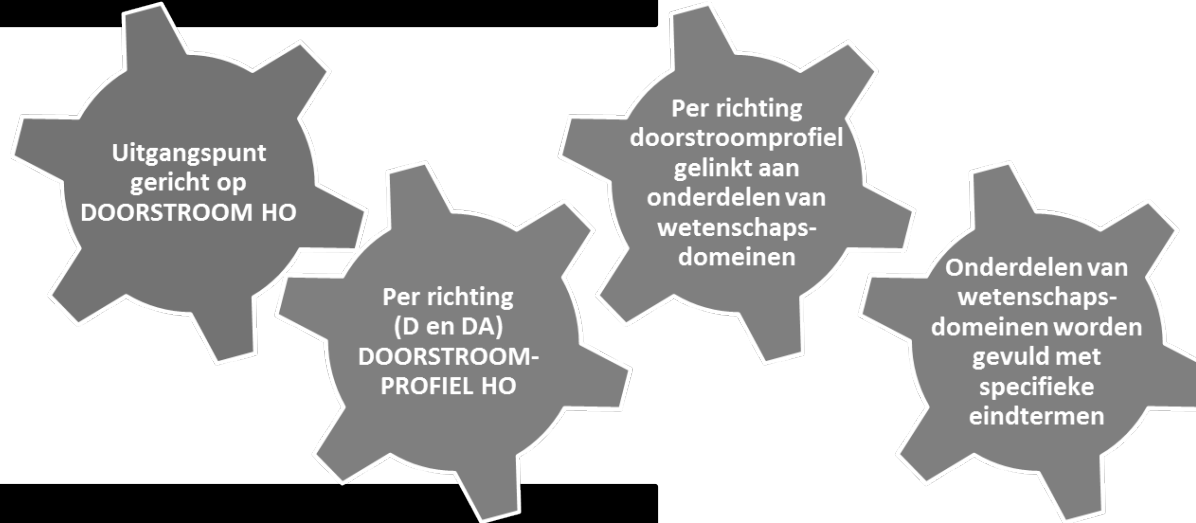 Uitgangspunt
gericht op
DOORSTROOM HO
Per richting
(D en DA)
DOORSTROOM-
PROFIEL HO
Per richting
doorstroomprofiel
gelinkt aan
onderdelen van
wetenschaps-
domeinen
Onderdelen van
wetenschaps-
domeinen worden
gevuld met
specifieke
eindtermen